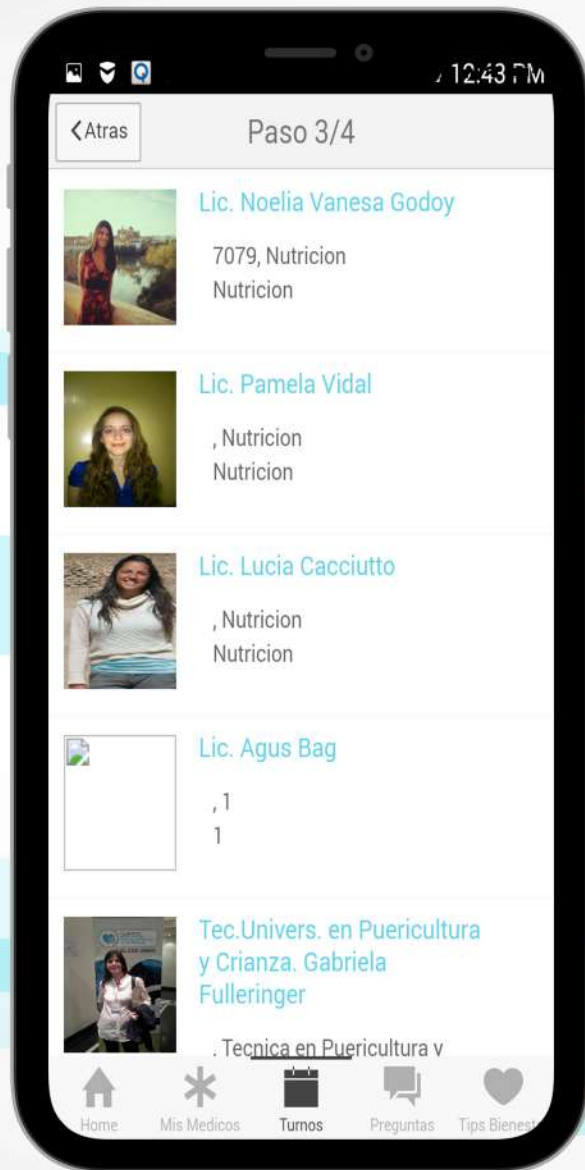 12:43 PM
Atras
Paso 3/4
Lic. Noelia Vanesa Godoy
7079, Nutricion
Nutricion
Lic. Pamela Vidal
, Nutricion
Nutricion
Lic. Lucia Cacciutto
, Nutricion
Nutricion
Lic. Agus Bag
, 1
1
Tec.Univers. en Puericultura
y Crianza. Gabriela
Fulleringer
. Tecnica en Puericultura y
Home Mis Medicos Turnos Preguntas Tips Bienest